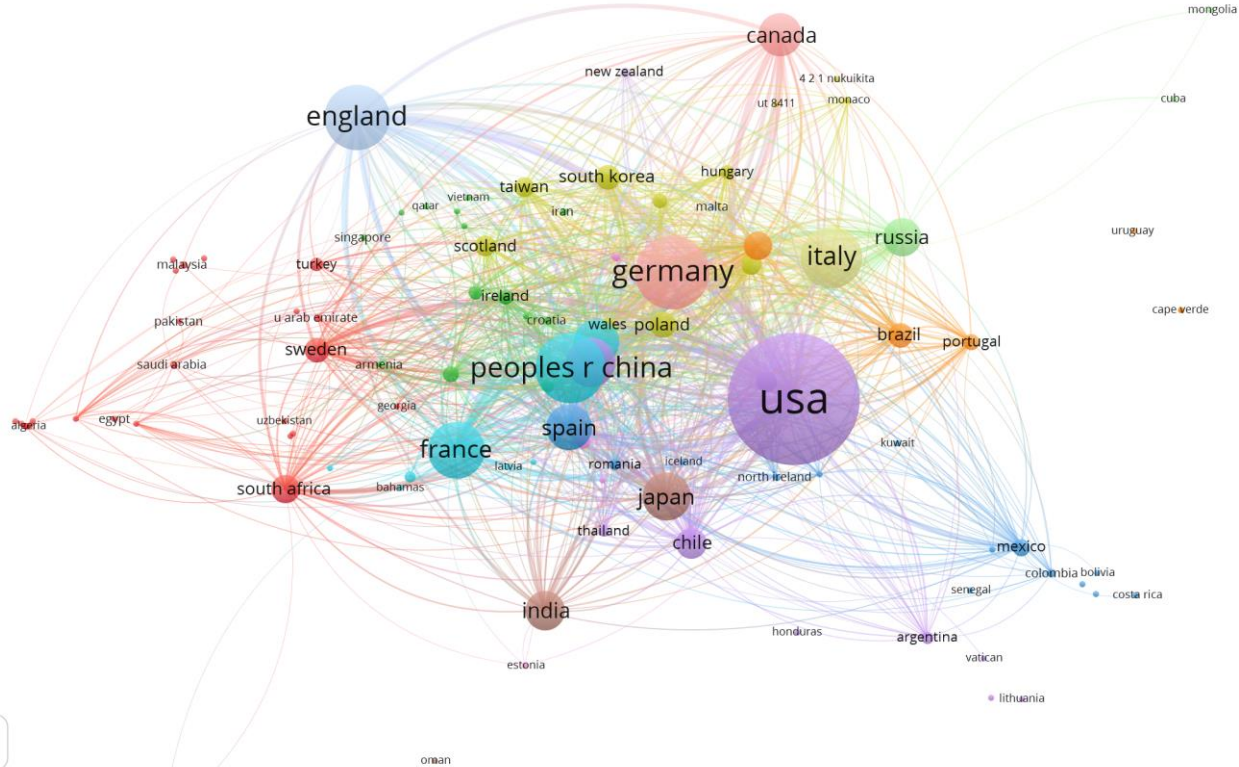 mongolia
canada
new zealand
4 2 1 nukuikita
cuba
monaco
ut 8411
england
hungary
south korea
taiwan
vietnam
qatar
malta
iran
uruguay
singapore
russia
scotland
italy
malaysia
turkey
germany
ireland
cape verde
u arab emirate
croatia
pakistan
wales
poland
brazil
portugal
sweden
saudi arabia
armenia
peoples r china
usa
georgia
egypt
uzbekistan
algeria
spain
kuwait
france
latvia
romania
iceland
north ireland
bahamas
south africa
japan
thailand
chile
mexico
colombia
bolivia
senegal
costa rica
india
honduras
argentina
estonia
vatican
lithuania
oman